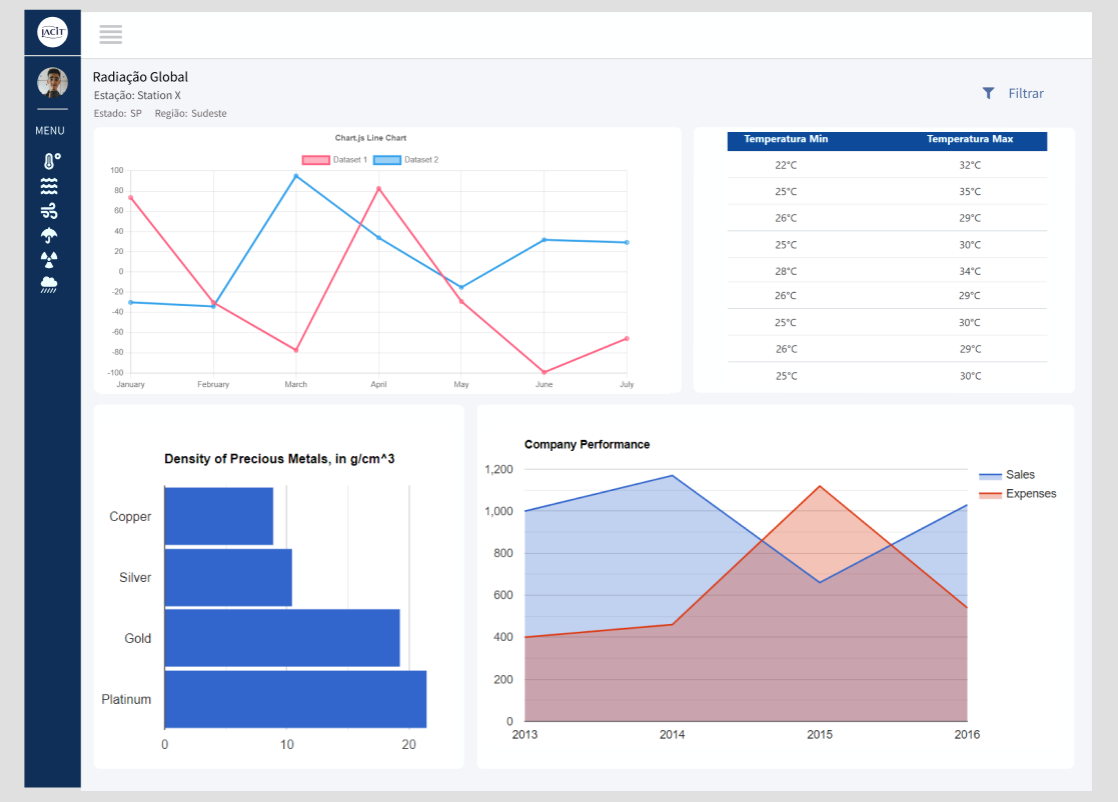 IACIT
Radiação Global
Estação: Station X
Estado: SP Região: Sudeste
Filtrar
MENU
Chart.js Line Chart
Dataset 1 Dataset 2
100
80
60
40
20
0
-20
-40
-60
-80
-100
January February March April May June July
Temperatura Min Temperatura Max
22°C 32°C
25°C 35°C
26°C 29°C
25°C 30°C
28°C 34°C
26°C 29°C
25°C 30°C
26°C 29°C
25°C 30°C
Density of Precious Metals, in g/cm^3
Copper
Silver
Gold
Platinum
0 10 20
Company Performance
Sales
Expenses
1,200
1,000
800
600
400
200
0
2013 2014 2015 2016